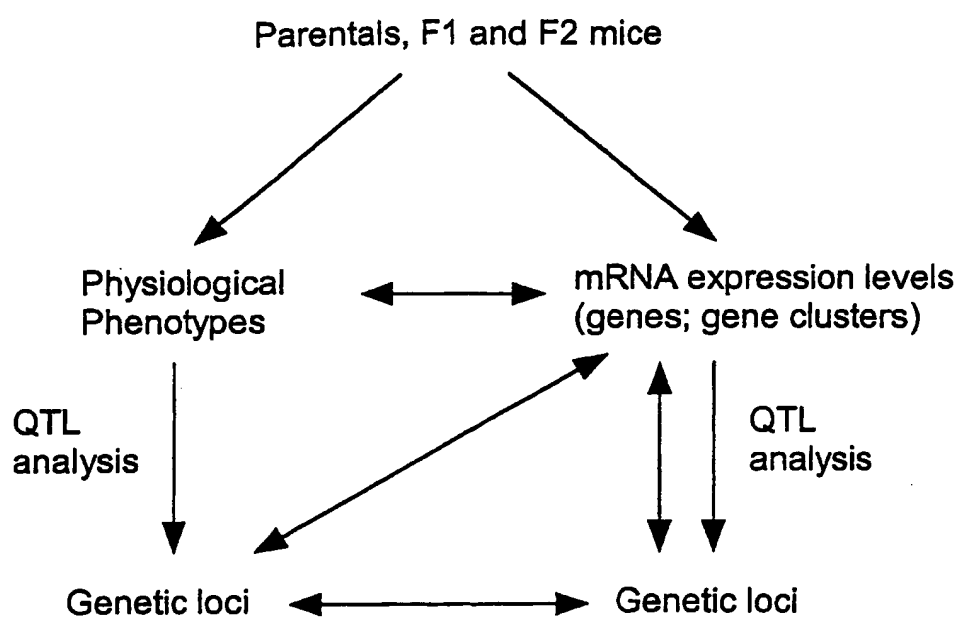 Parentals, F1 and F2 mice
Physiological
Phenotypes
mRNA expression levels
(genes; gene clusters)
QTL
analysis
QTL
analysis
Genetic loci
Genetic loci